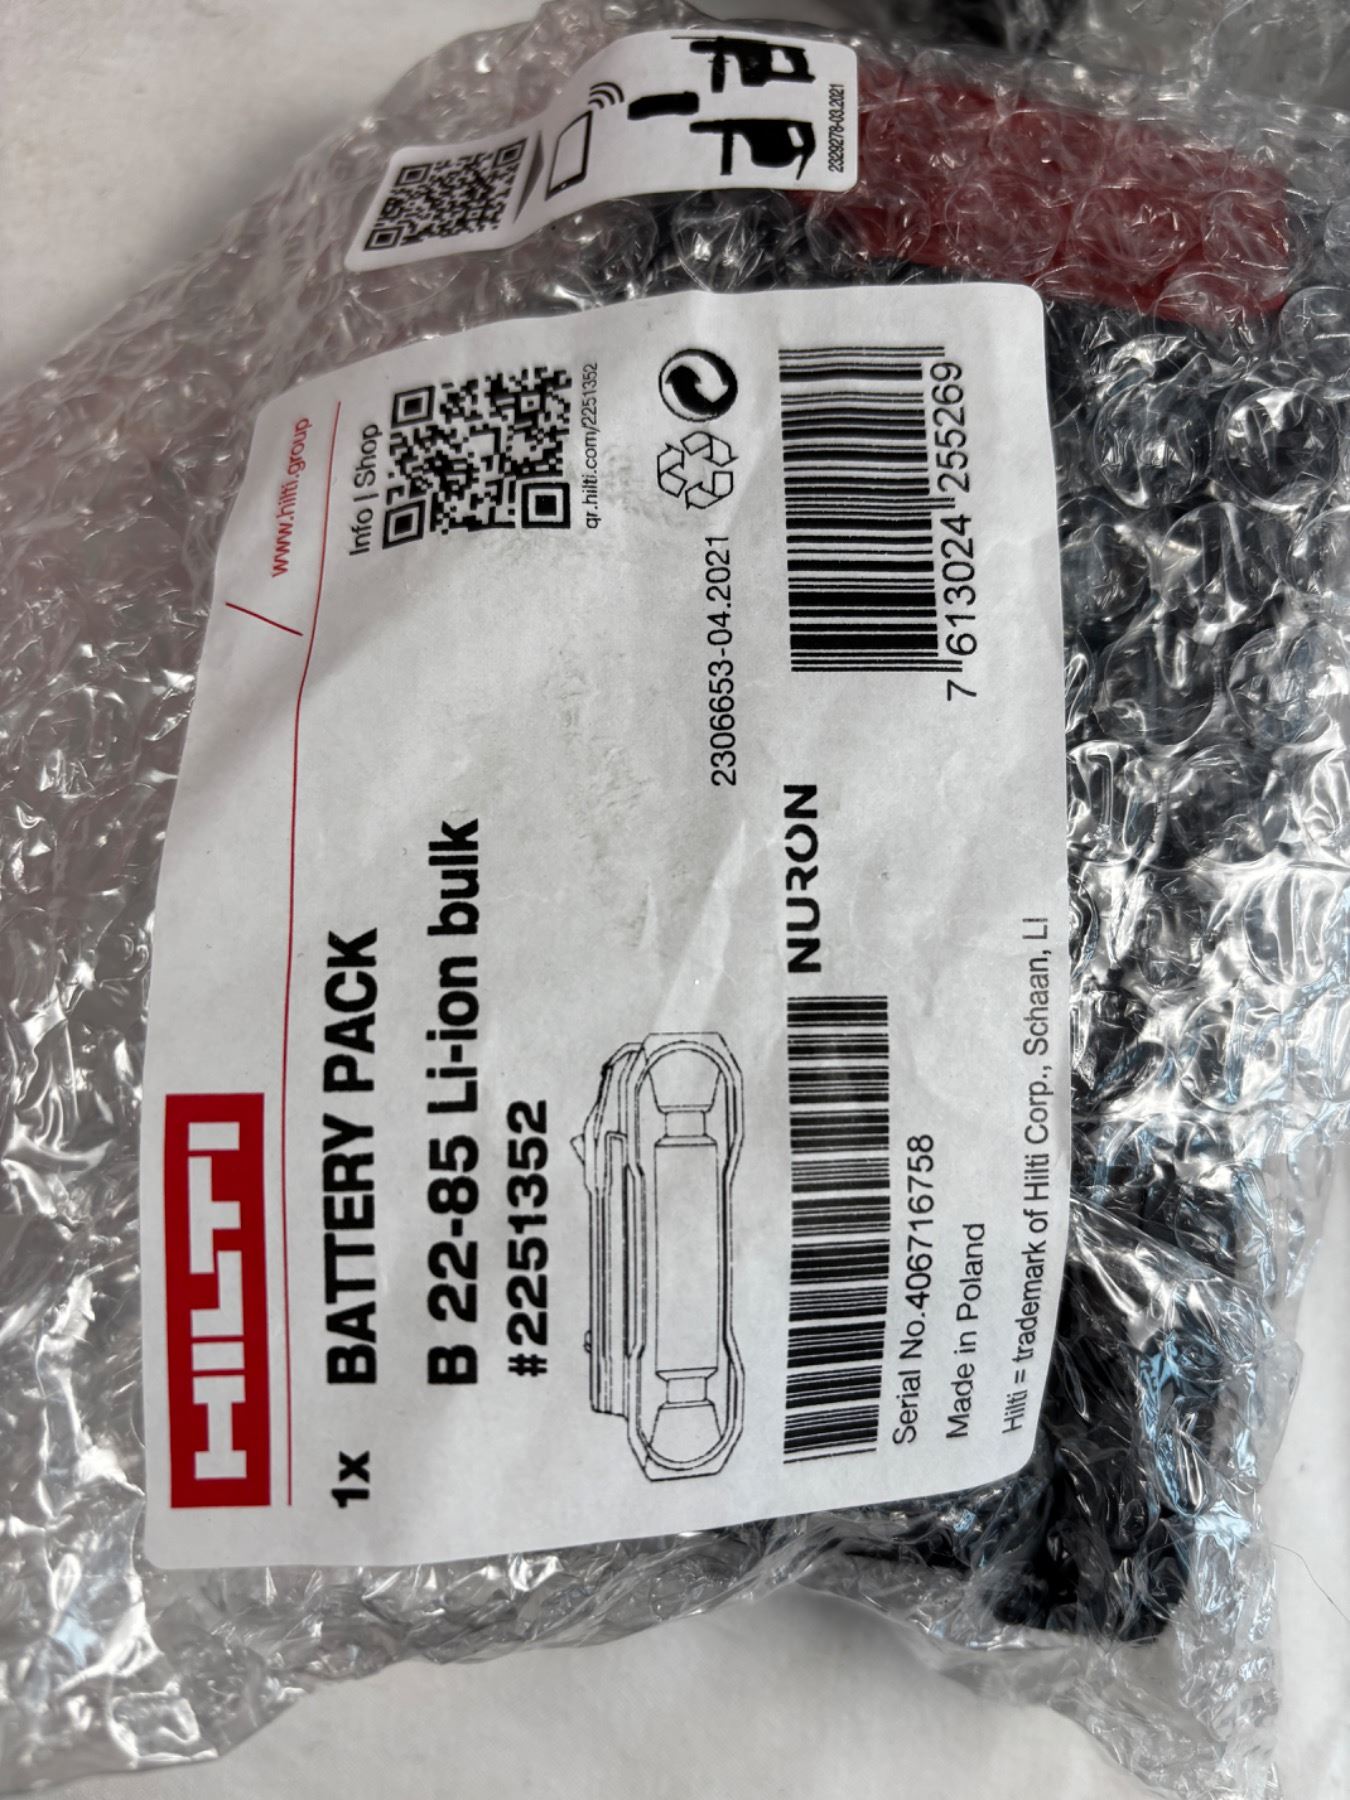 2329278-03.2021
HILTI
www.hilti.group
1x BATTERY PACK
Info | Shop
B 22-85 Li-ion bulk
#2251352
qr.hilti.com/2251352
2306653-04.2021
NURON
7 613024 255269
Serial No.406716758
Made in Poland
Hilti = trademark of Hilti Corp., Schaan, LI